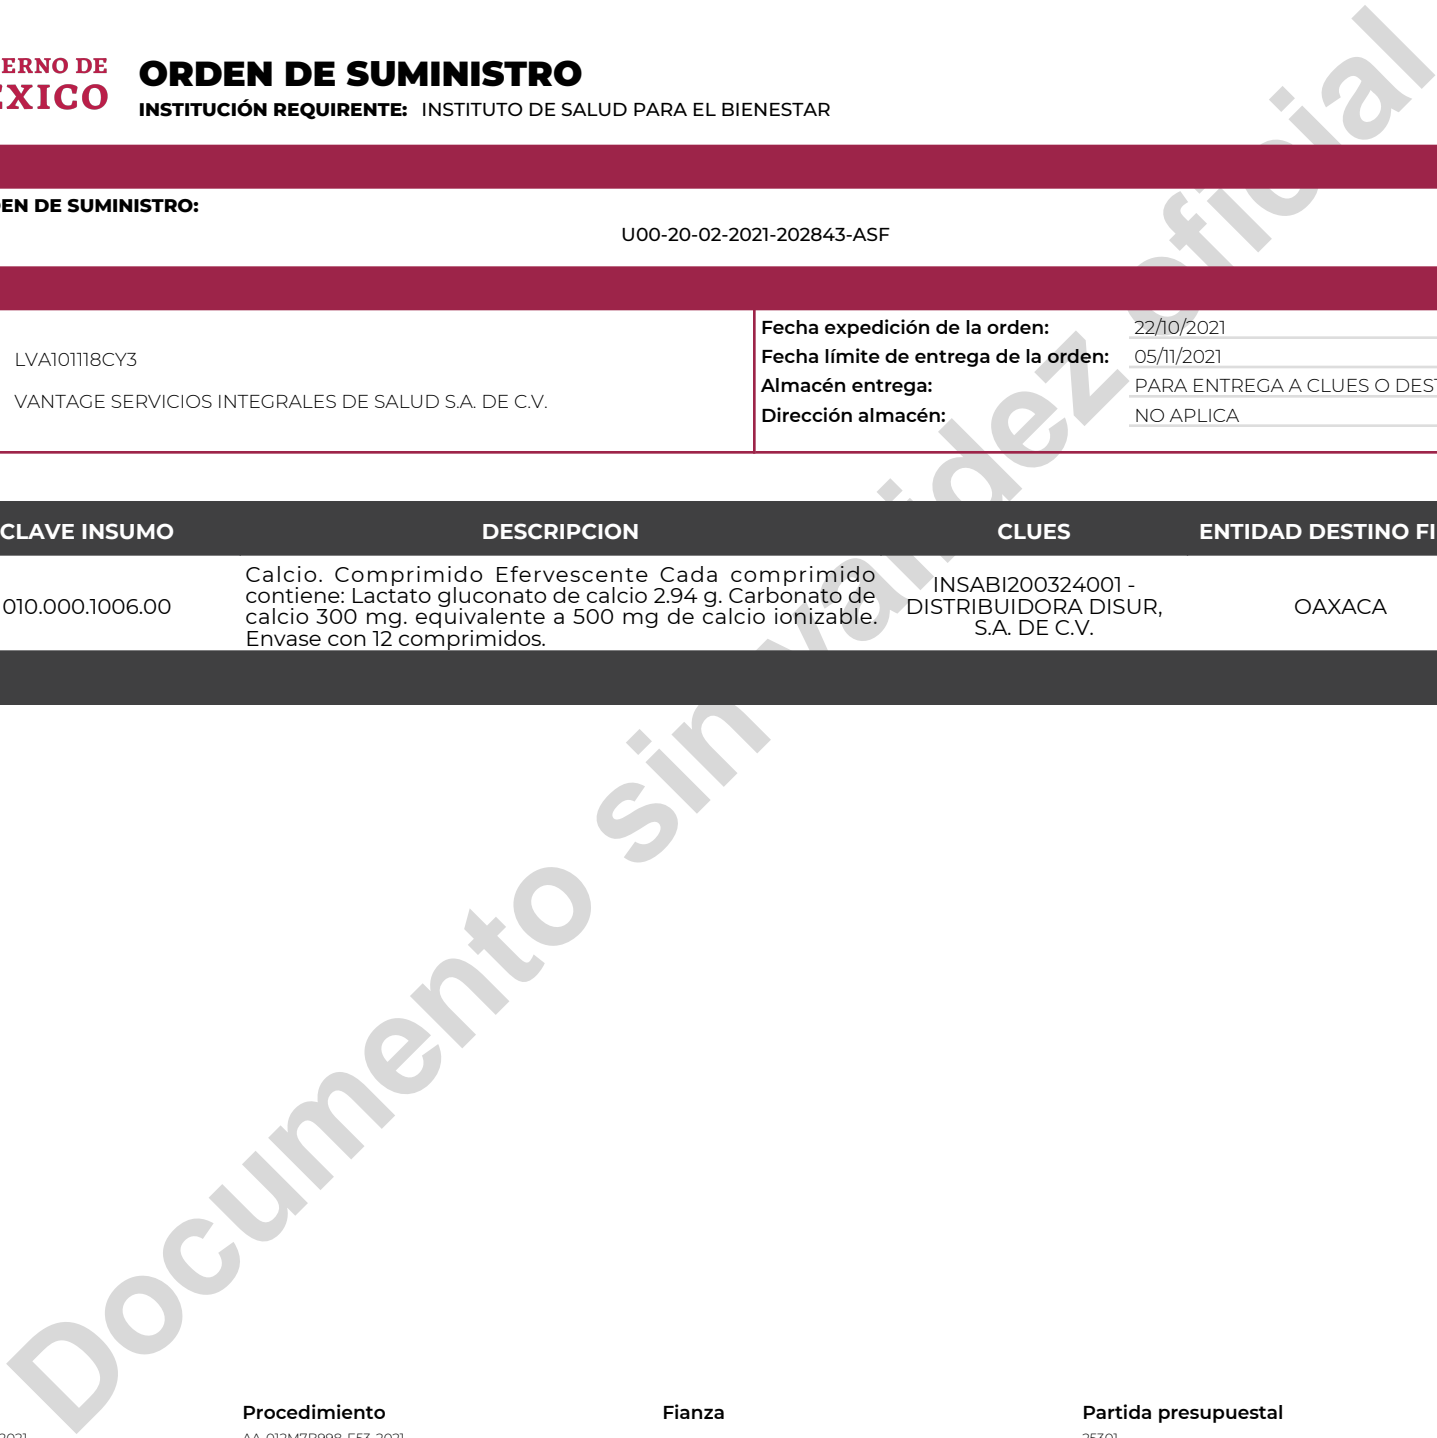 ERNO DE
ORDEN DE SUMINISTRO
INSTITUCIÓN REQUIRENTE: INSTITUTO DE SALUD PARA EL BIENESTAR
EN DE SUMINISTRO:
U00-20-02-2021-202843-ASF
LVA101118CY3
VANTAGE SERVICIOS INTEGRALES DE SALUD S.A. DE C.V.
Fecha expedición de la orden: 22/10/2021
Fecha límite de entrega de la orden: 05/11/2021
Almacén entrega: PARA ENTREGA A CLUES O DEST
Dirección almacén: NO APLICA
CLAVE INSUMO DESCRIPCION CLUES ENTIDAD DESTINO FI
010.000.1006.00
Calcio. Comprimido Efervescente Cada comprimido
contiene: Lactato gluconato de calcio 2.94 g. Carbonato de
calcio 300 mg. equivalente a 500 mg de calcio ionizable.
Envase con 12 comprimidos.
INSABI200324001 -
DISTRIBUIDORA DISUR,
S.A. DE C.V.
OAXACA
Documento sin validez oficial
Procedimiento Fianza Partida presupuestal